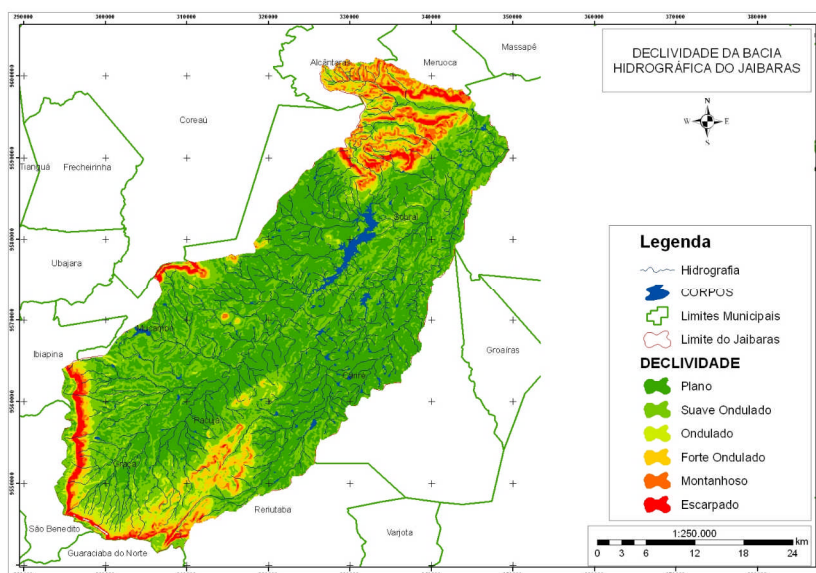 290000 300000 310000 320000 330000 340000 350000 360000 370000 380000
Massapê
Alcântaras
Meruoca
DECLIVIDADE DA BACIA
HIDROGRÁFICA DO JAIBARAS
N
W E
S
Coreaú
Tianguá
Frecheirinha
Sobral
Ubajara
Mucambo
Ibiapina
Groaíras
Cariré
Pacujá
Graça
Reriutaba
São Benedito
Varjota
Guaraciaba do Norte
Legenda
Hidrografia
CORPOS
Limites Municipais
Limite do Jaibaras
DECLIVIDADE
Plano
Suave Ondulado
Ondulado
Forte Ondulado
Montanhoso
Escarpado
1:250.000
0 3 6 12 18 24 km